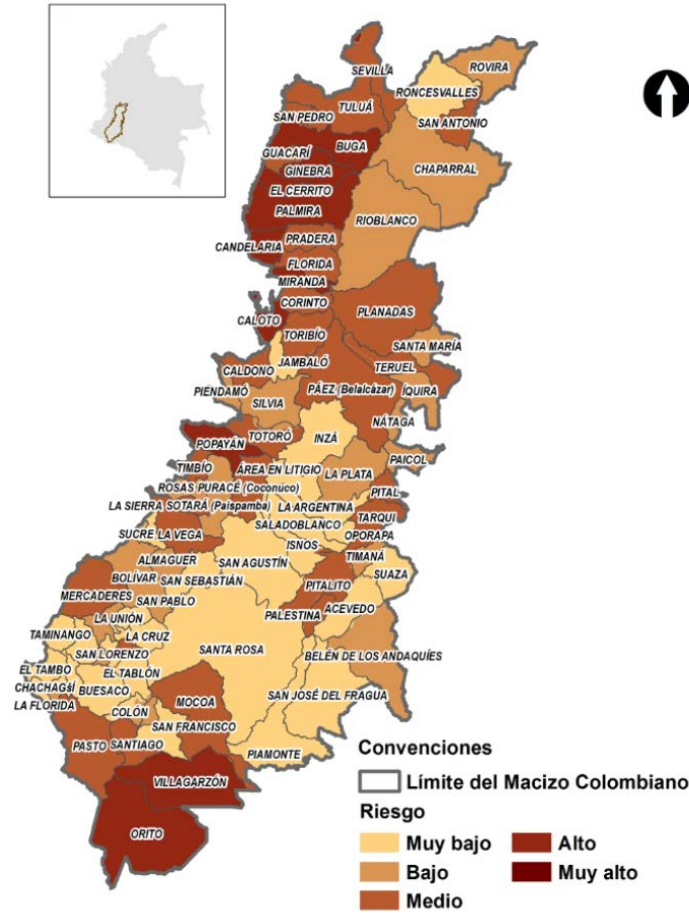 SEVILLA
ROVIRA
RONCESVALLES
TULUÁ
SAN PEDRO
SAN ANTONIO
BUGA
GUACARÍ
CHAPARRAL
GINEBRA
EL CERRITO
PALMIRA
RIOBLANCO
PRADERA
CANDELARIA
FLORIDA
MIRANDA
CORINTO
PLANADAS
CALOTO
TORIBÍO
SANTA MARÍA
JAMBALÓ
CALDONO
TERUEL
PÁEZ (Belalcázar)
ÍQUIRA
PIENDAMÓ
SILVIA
NÁTAGA
TOTORÓ
INZÁ
POPAYÁN
PAICOL
TIMBÍO
ÁREA EN LITIGIO
LA PLATA
ROSAS
PURACÉ (Coconúco)
PITAL
LA SIERRA
SOTARÁ (Paispamba)
LA ARGENTINA
TARQUI
SALADOBLANCO
OPORAPA
SUCRE
LA VEGA
ISNOS
TIMANÁ
ALMAGUER
SAN AGUSTÍN
SUAZA
BOLÍVAR
SAN SEBASTIÁN
PITALITO
MERCADERES
SAN PABLO
PALESTINA
ACEVEDO
LA UNIÓN
TAMINANGO
LA CRUZ
SANTA ROSA
SAN LORENZO
BELÉN DE LOS ANDAQUÍES
EL TAMBO
EL TABLÓN
CHACHAGSÍ
BUESACO
MOCOA
SAN JOSÉ DEL FRAGUA
LA FLORIDA
COLÓN
SAN FRANCISCO
PASTO
SANTIAGO
PIAMONTE
VILLAGARZÓN
ORITO
Convenciones
Límite del Macizo Colombiano
Riesgo
Muy bajo
Alto
Bajo
Muy alto
Medio